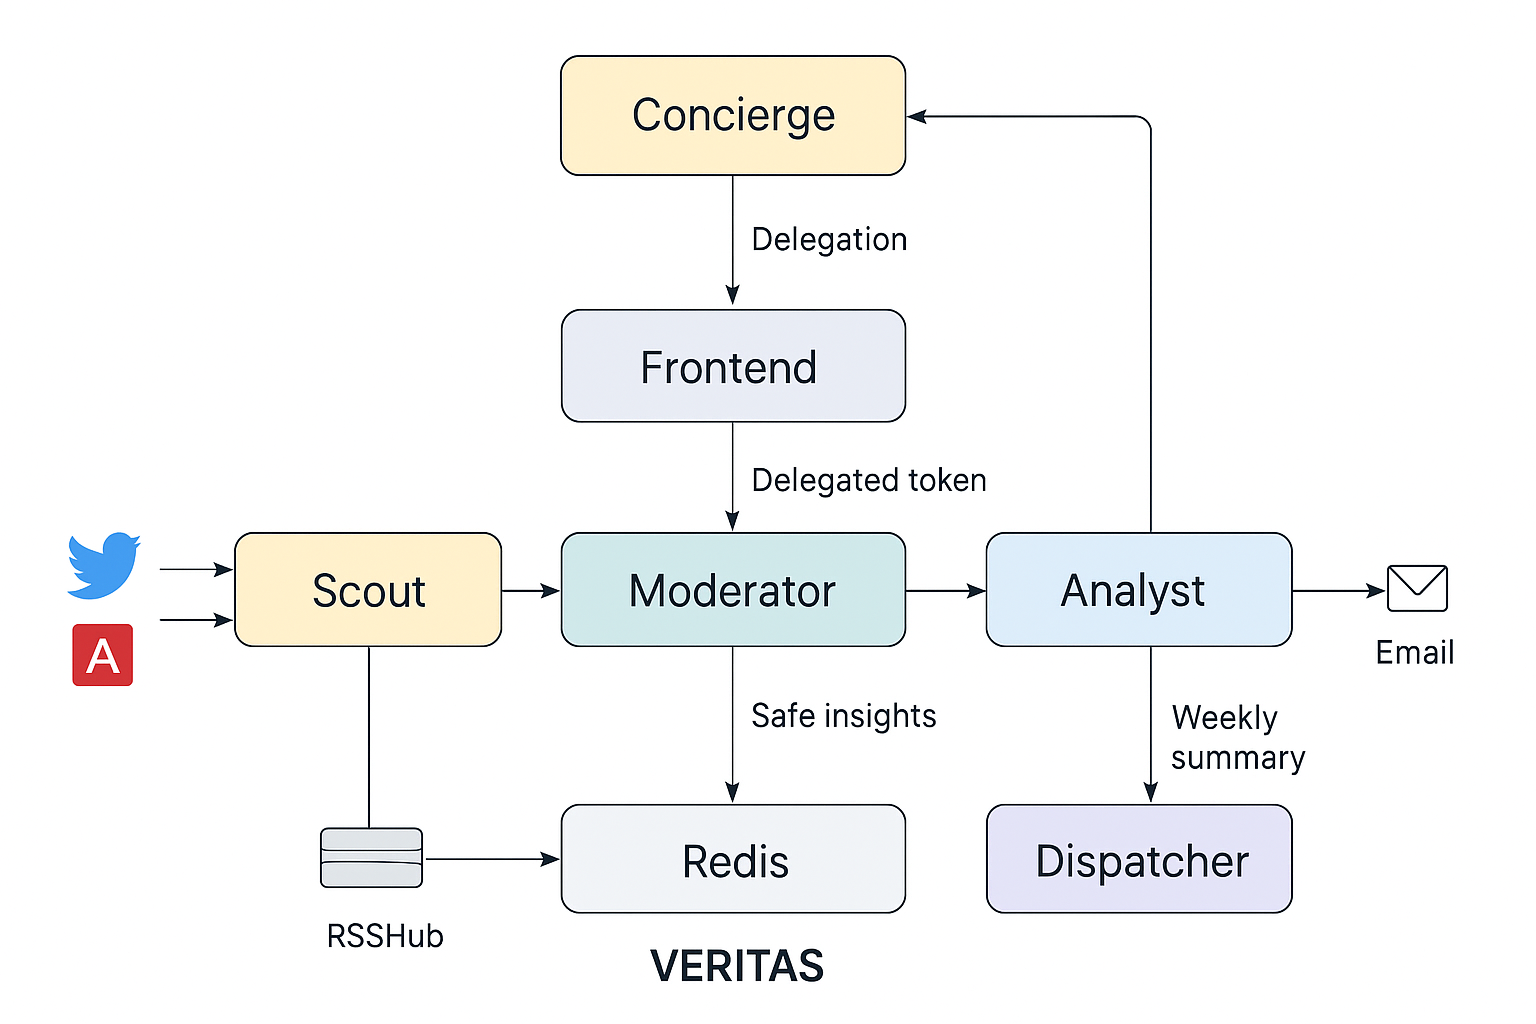 Concierge
Delegation
Frontend
Delegated token
Scout
Moderator
Analyst
A
Email
Safe insights
Weekly
summary
Redis
Dispatcher
RSSHub
VERITAS